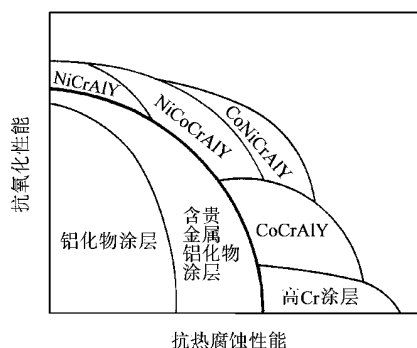 NiCrAlY
NiCoCrAlY
CoNiCrAlY
抗氧化性能
铝化物涂层
含贵
金属
铝化物
涂层
CoCrAlY
高Cr涂层
抗热腐蚀性能